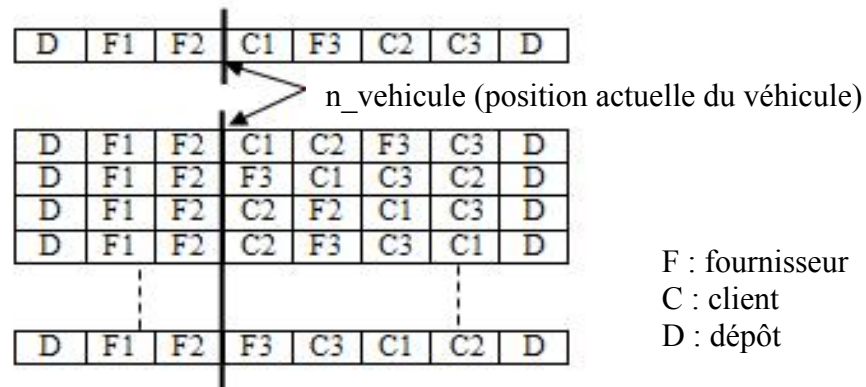 D F1 F2 C1 F3 C2 C3 D
n_vehicule (position actuelle du véhicule)
D F1 F2 C1 C2 F3 C3 D
D F1 F2 F3 C1 C3 C2 D
D F1 F2 C2 F2 C1 C3 D
D F1 F2 C2 F3 C3 C1 D
F : fournisseur
C : client
D : dépôt
D F1 F2 F3 C3 C1 C2 D